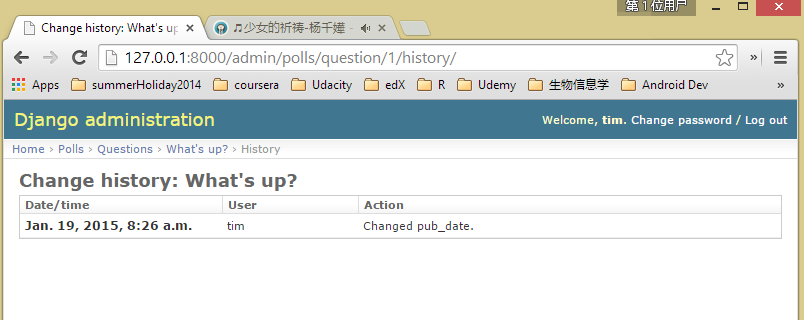 第 1 位用户
Change history: What's up
♫少女的祈祷-杨千嬅 -
127.0.0.1:8000/admin/polls/question/1/history/
Apps summerHoliday2014 coursera Udacity edX R Udemy 生物信息学 Android Dev »
Django administration
Welcome, tim. Change password / Log out
Home › Polls › Questions › What's up? › History
Change history: What's up?
Date/time User Action
Jan. 19, 2015, 8:26 a.m. tim Changed pub_date.